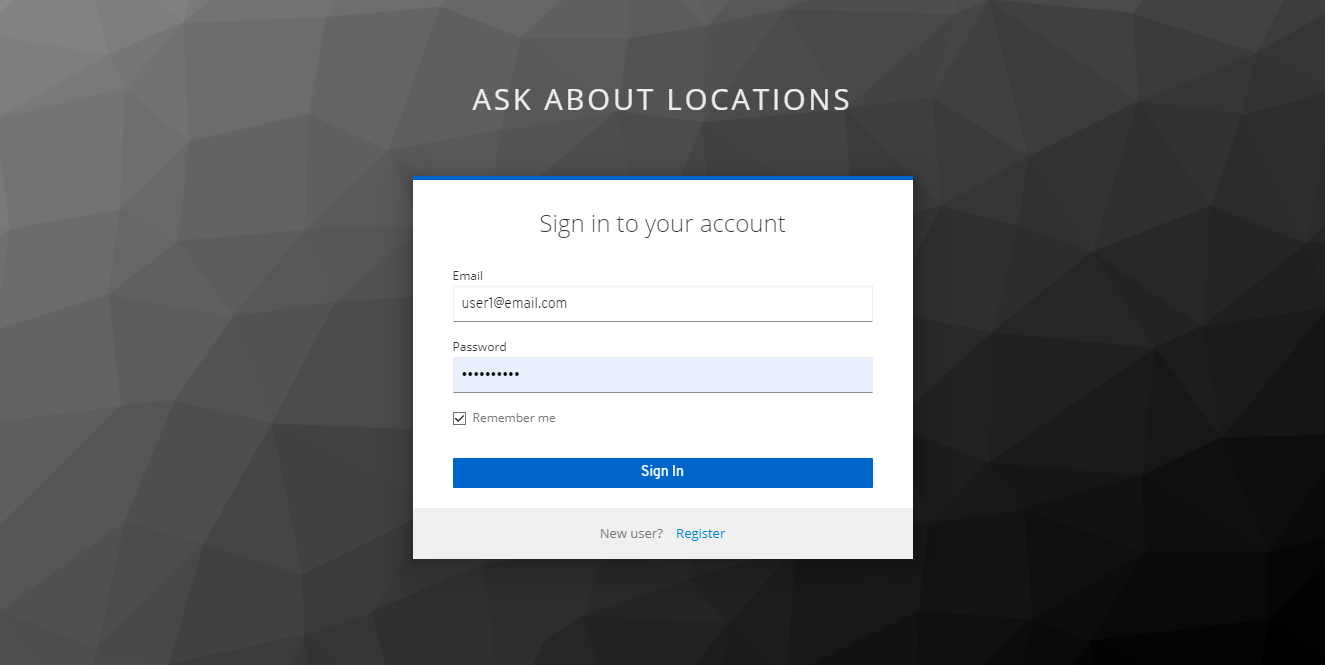 ASK ABOUT LOCATIONS
Sign in to your account
Email
user1@email.com
Password
••••••••••
Remember me
Sign In
New user? Register